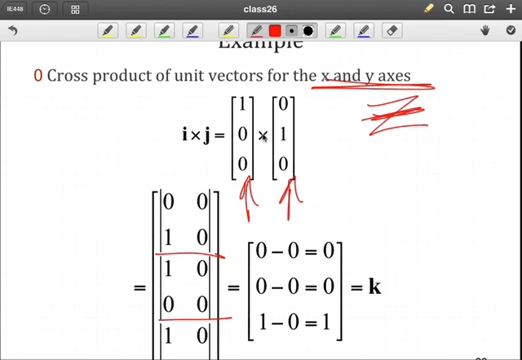 IE448
class26
Example
O Cross product of unit vectors for the x and y axes
i × j = [1 0 0] × [0 1 0]
= [|0 0
1 0|
|1 0
0 0|
|1 0
= [0 − 0 = 0
0 − 0 = 0
1 − 0 = 1] = k